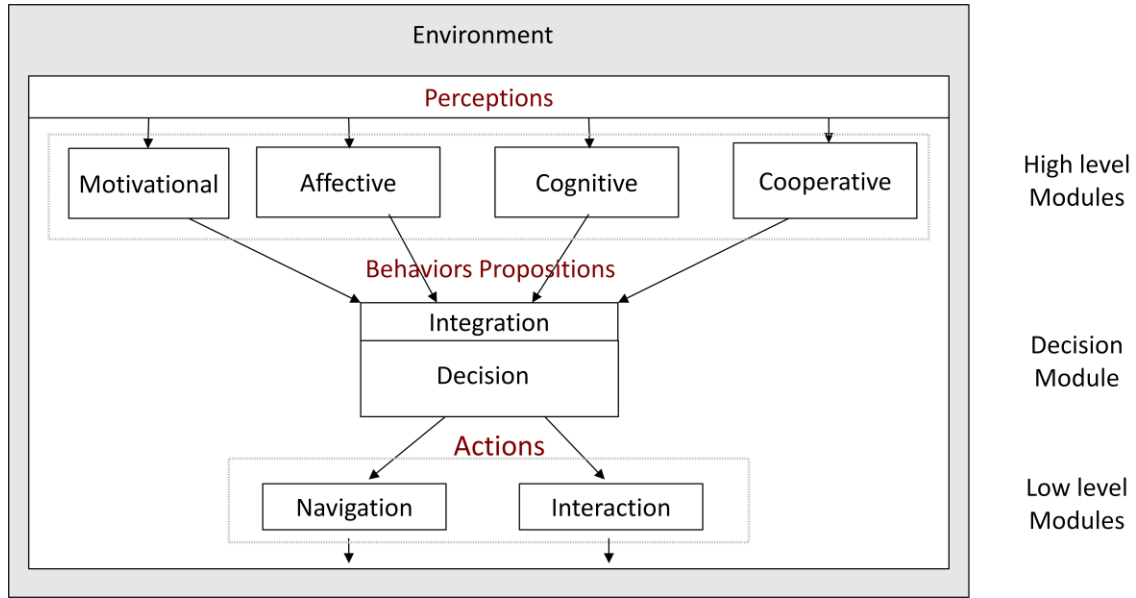 Environment
Perceptions
Motivational
Affective
Cognitive
Cooperative
High level
Modules
Behaviors Propositions
Integration
Decision
Decision
Module
Actions
Navigation
Interaction
Low level
Modules